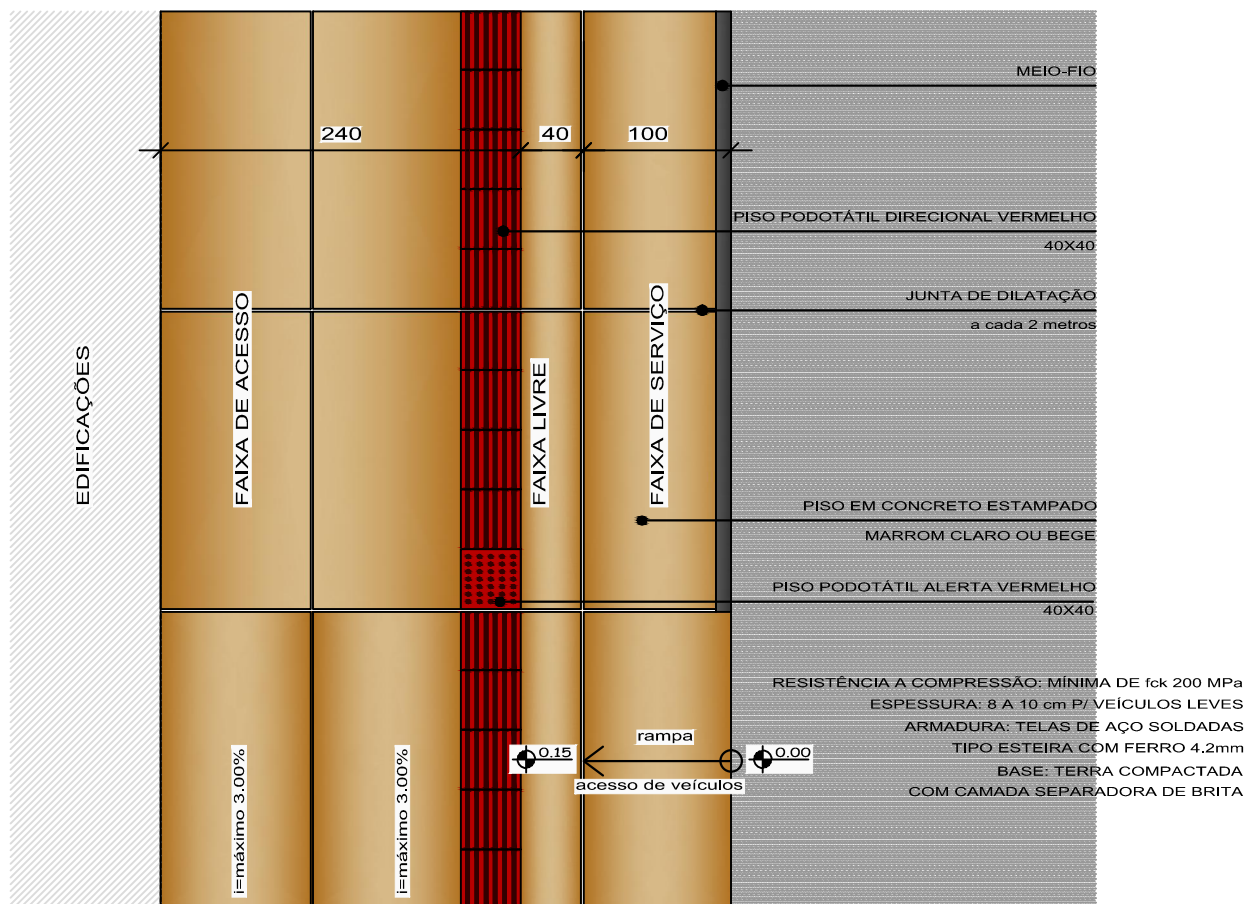 MEIO-FIO
240
40
100
PISO PODOTÁTIL DIRECIONAL VERMELHO
40X40
JUNTA DE DILATAÇÃO
a cada 2 metros
EDIFICAÇÕES
FAIXA DE ACESSO
FAIXA LIVRE
FAIXA DE SERVIÇO
PISO EM CONCRETO ESTAMPADO
MARROM CLARO OU BEGE
PISO PODOTÁTIL ALERTA VERMELHO
40X40
RESISTÊNCIA A COMPRESSÃO: MÍNIMA DE fck 200 MPa
ESPESSURA: 8 A 10 cm P/ VEÍCULOS LEVES
ARMADURA: TELAS DE AÇO SOLDADAS
TIPO ESTEIRA COM FERRO 4.2mm
BASE: TERRA COMPACTADA
COM CAMADA SEPARADORA DE BRITA
rampa
0.15
0.00
acesso de veículos
i=máximo 3.00%
i=máximo 3.00%